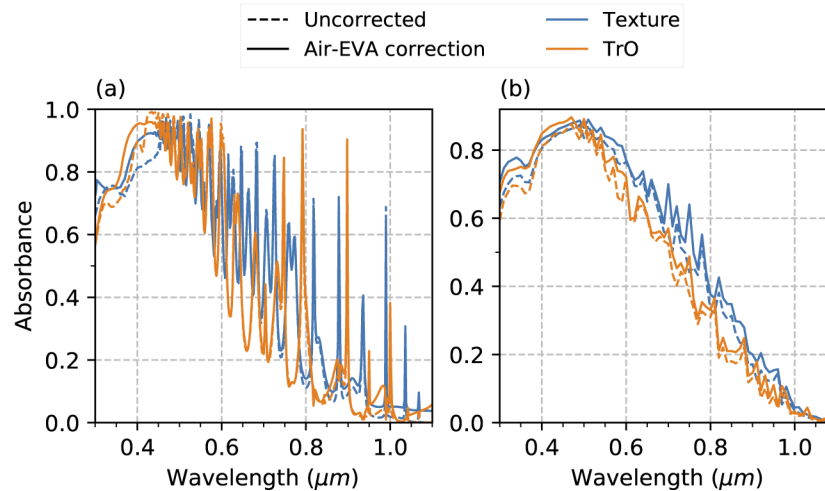 Uncorrected
Air-EVA correction
Texture
TrO
(a)
(b)
Absorbance
1.0
0.8
0.6
0.4
0.2
0.0
0.4 0.6 0.8 1.0
Wavelength (μm)
0.8
0.6
0.4
0.2
0.0
0.4 0.6 0.8 1.0
Wavelength (μm)